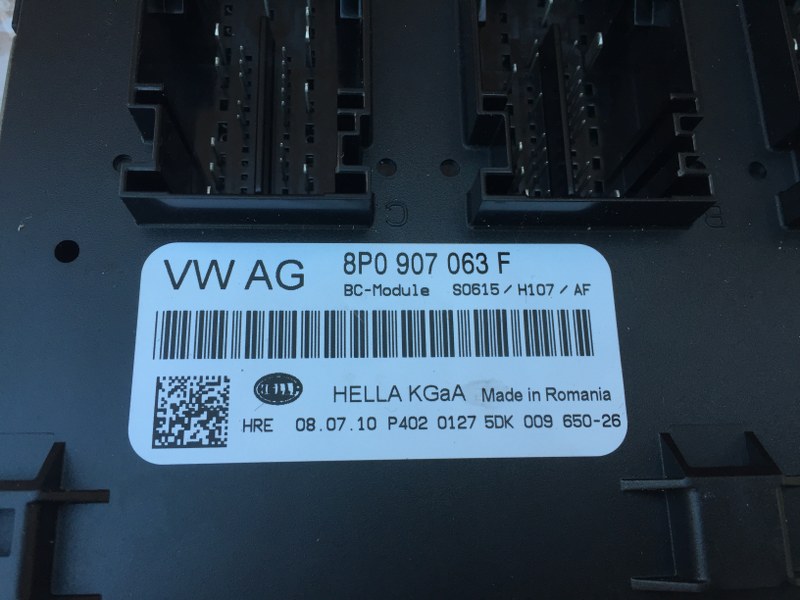 C
B
VW AG 8P0 907 063 F
BC-Module S0615 / H107 / AF
HELLA
HELLA KGaA Made in Romania
HRE 08.07.10 P402 0127 5DK 009 650-26